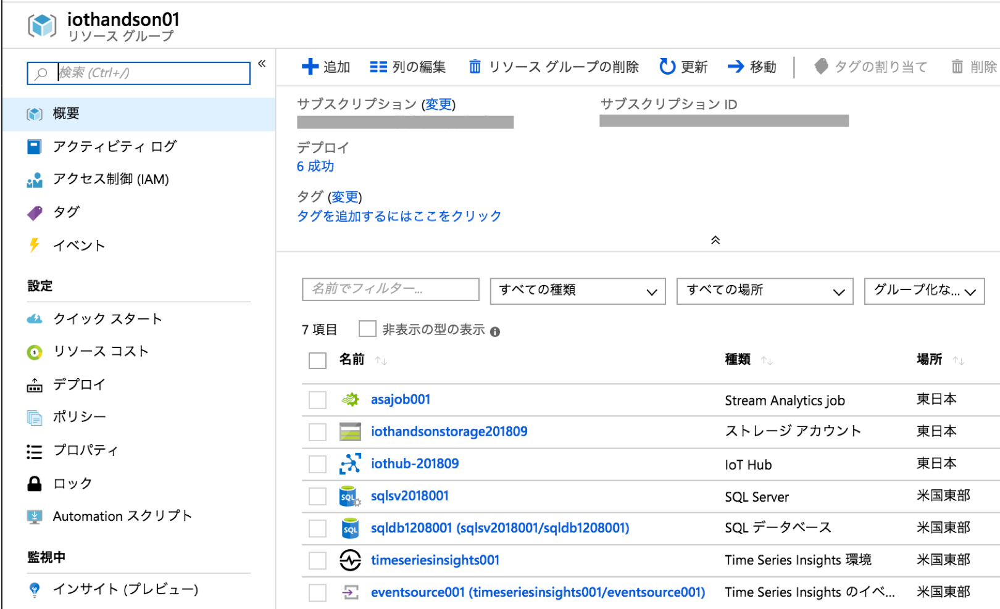 iothandson01
リソース グループ
検索 (Ctrl+/)
«
概要
アクティビティ ログ
アクセス制御 (IAM)
タグ
イベント
設定
クイック スタート
リソース コスト
デプロイ
ポリシー
プロパティ
ロック
Automation スクリプト
監視中
インサイト (プレビュー)
追加 列の編集 リソース グループの削除 更新 移動 タグの割り当て 削除
サブスクリプション (変更) サブスクリプション ID
デプロイ
6 成功
タグ (変更)
タグを追加するにはここをクリック
名前でフィルター... すべての種類 すべての場所 グループ化な...
7 項目 非表示の型の表示
名前 種類 場所
asajob001 Stream Analytics job 東日本
iothandsonstorage201809 ストレージ アカウント 東日本
iothub-201809 IoT Hub 東日本
SQL sqlsv2018001 SQL Server 米国東部
SQL sqldb1208001 (sqlsv2018001/sqldb1208001) SQL データベース 米国東部
timeseriesinsights001 Time Series Insights 環境 米国東部
eventsource001 (timeseriesinsights001/eventsource001) Time Series Insights のイベ... 米国東部